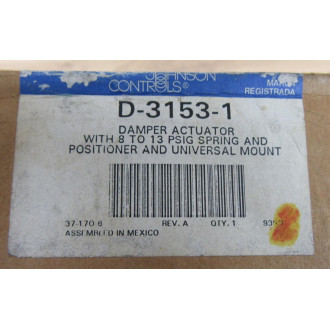 JOHNSON
CONTROLS®
MARCA
REGISTRADA
D-3153-1
DAMPER ACTUATOR
WITH 8 TO 13 PSIG SPRING AND
POSITIONER AND UNIVERSAL MOUNT
37-170-6 REV. A QTY. 1
ASSEMBLED IN MEXICO